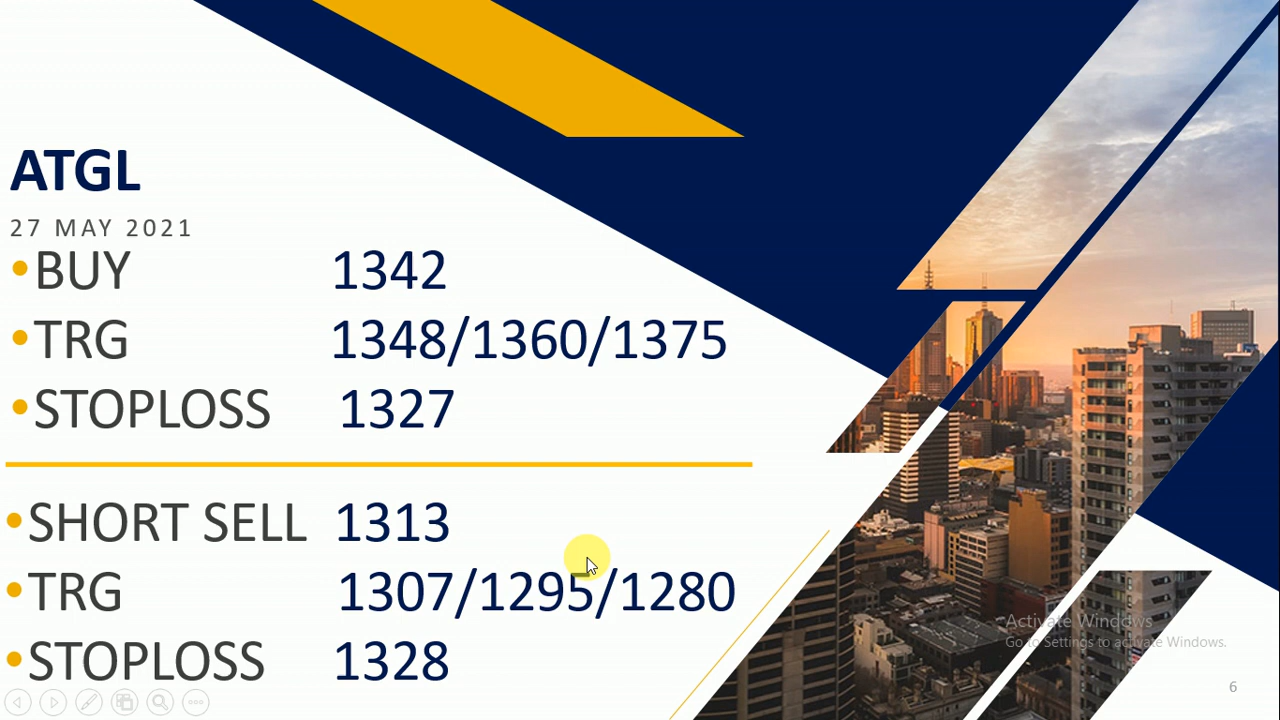 ATGL
27 MAY 2021
•BUY 1342
•TRG 1348/1360/1375
•STOPLOSS 1327
•SHORT SELL 1313
•TRG 1307/1295/1280
•STOPLOSS 1328
Activate Windows
Go to Settings to activate Windows.
6